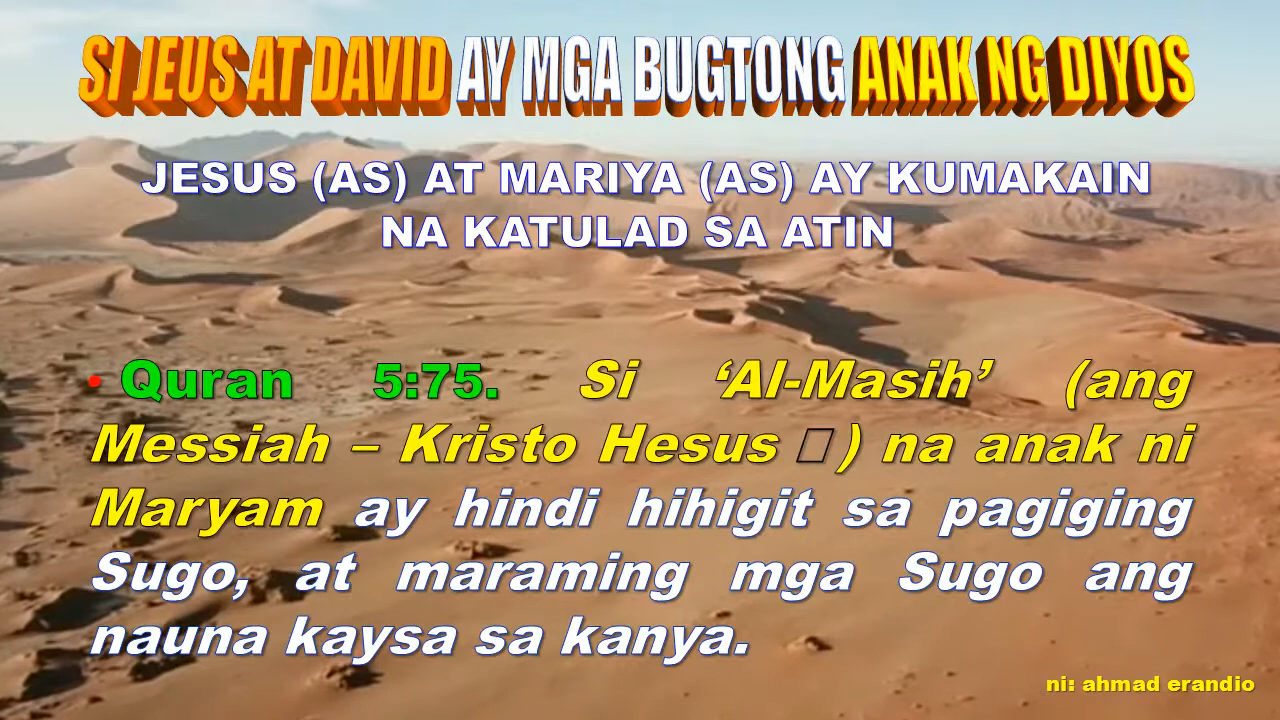 SI JEUS AT DAVID AY MGA BUGTONG ANAK NG DIYOS
JESUS (AS) AT MARIYA (AS) AY KUMAKAIN
NA KATULAD SA ATIN
• Quran 5:75. Si ‘Al-Masih’ (ang
Messiah – Kristo Hesus ) na anak ni
Maryam ay hindi hihigit sa pagiging
Sugo, at maraming mga Sugo ang
nauna kaysa sa kanya.
ni: ahmad erandio